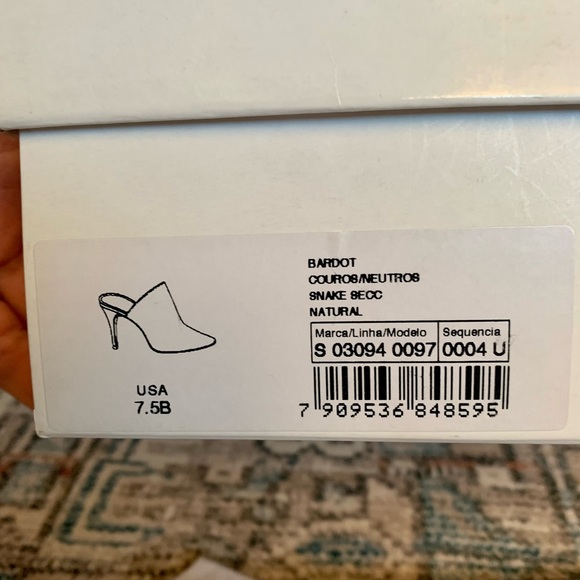 BARDOT
COUROS/NEUTROS
SNAKE SECC
NATURAL
Marca/Linha/Modelo Sequencia
S 03094 0097 0004 U
USA
7.5B
7 909536 848595